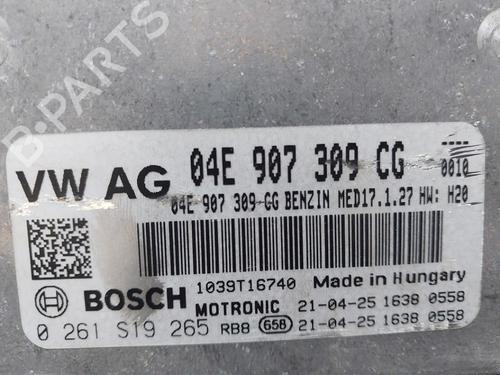 VW AG 04E 907 309 CG 0010
04E 907 309 CG BENZIN MED17.1.27 HW: H20
1039T16740 Made in Hungary
BOSCH MOTRONIC 21-04-25 1638 0558
0 261 S19 265 RB8 G58 21-04-25 1638 0558
B-PARTS